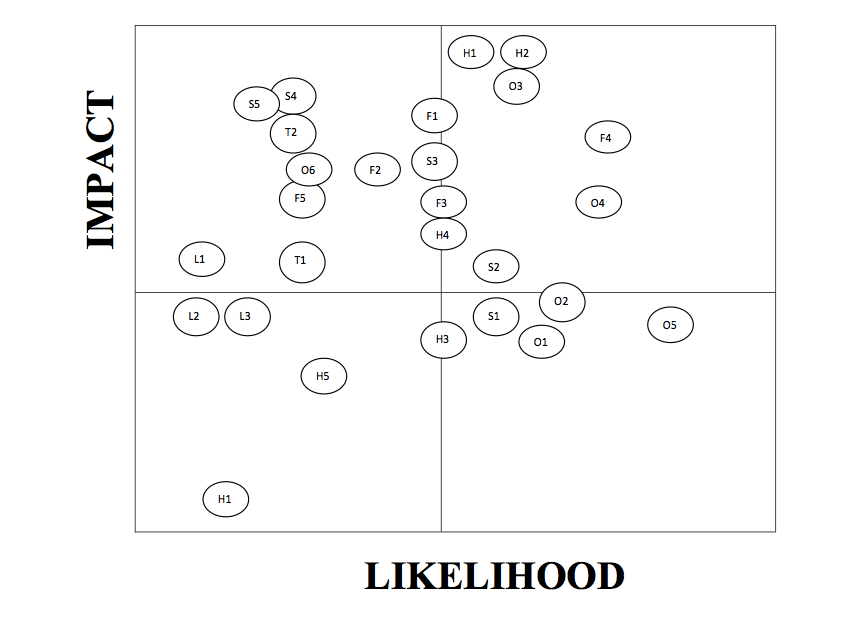 IMPACT
H1
H2
O3
S4
S5
F1
T2
F4
S3
O6
F2
F5
F3
O4
H4
L1
T1
S2
O2
L2
L3
S1
O5
H3
O1
H5
H1
LIKELIHOOD